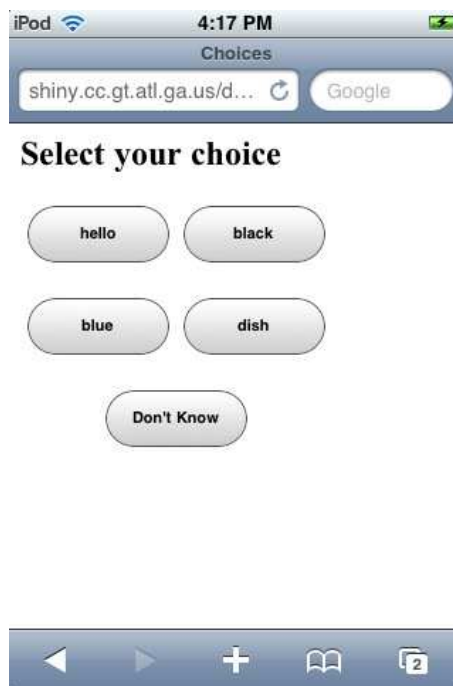 iPod 4:17 PM
Choices
shiny.cc.gt.atl.ga.us/d... Google
Select your choice
hello black
blue dish
Don't Know
2